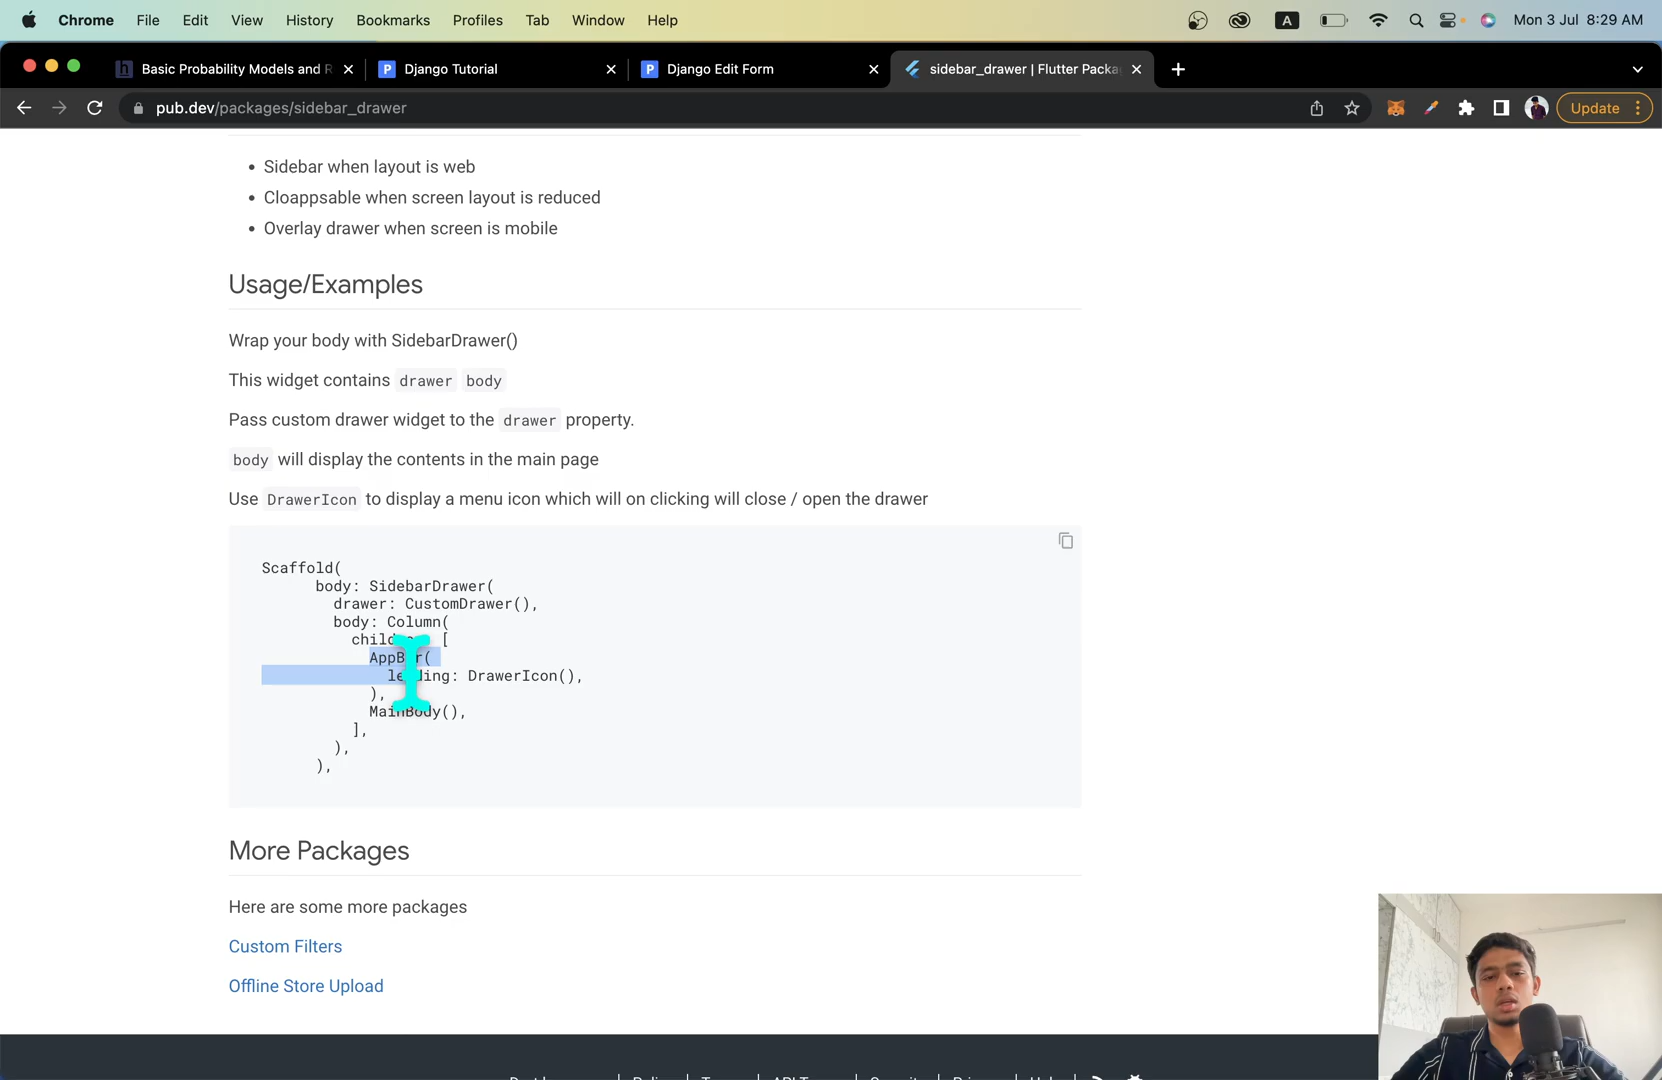 Chrome File Edit View History Bookmarks Profiles Tab Window Help A Mon 3 Jul 8:29 AM
Basic Probability Models and R Django Tutorial Django Edit Form sidebar_drawer | Flutter Packa
pub.dev/packages/sidebar_drawer Update
• Sidebar when layout is web
• Cloappsable when screen layout is reduced
• Overlay drawer when screen is mobile
Usage/Examples
Wrap your body with SidebarDrawer()
This widget contains drawer body
Pass custom drawer widget to the drawer property.
body will display the contents in the main page
Use DrawerIcon to display a menu icon which will on clicking will close / open the drawer
Scaffold(
body: SidebarDrawer(
drawer: CustomDrawer(),
body: Column(
[
AppBar(
leading: DrawerIcon(),
),
MainBody(),
],
),
),
More Packages
Here are some more packages
Custom Filters
Offline Store Upload